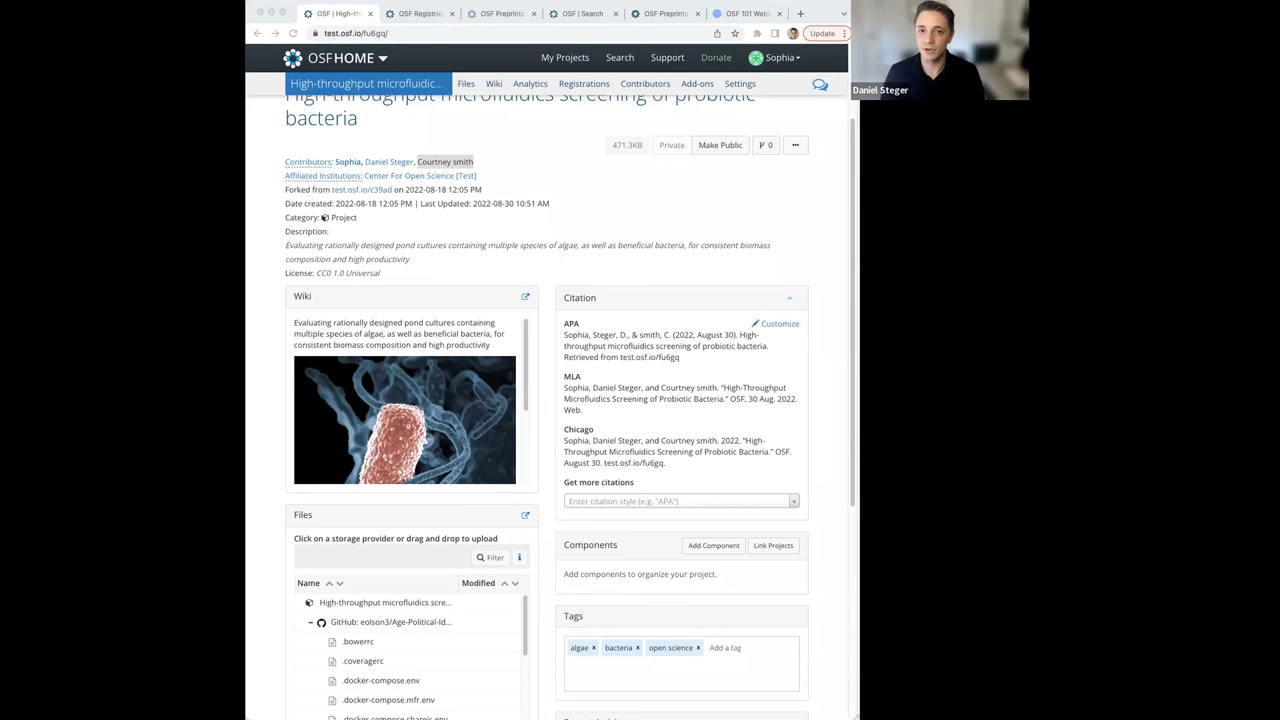 OSF | High-th
OSF Registrie
OSF Preprints
OSF | Search
OSF Preprints
OSF 101 Webi
test.osf.io/fu6gq/
Update
OSFHOME
My Projects
Search
Support
Donate
Sophia
High-throughput microfluidic...
Files
Wiki
Analytics
Registrations
Contributors
Add-ons
Settings
Daniel Steger
High-throughput microfluidics screening of probiotic
bacteria
471.3KB
Private
Make Public
0
Contributors: Sophia, Daniel Steger, Courtney smith
Affiliated Institutions: Center For Open Science [Test]
Forked from test.osf.io/c39ad on 2022-08-18 12:05 PM
Date created: 2022-08-18 12:05 PM | Last Updated: 2022-08-30 10:51 AM
Category: Project
Description:
Evaluating rationally designed pond cultures containing multiple species of algae, as well as beneficial bacteria, for consistent biomass
composition and high productivity
License: CC0 1.0 Universal
Wiki
Evaluating rationally designed pond cultures containing
multiple species of algae, as well as beneficial bacteria, for
consistent biomass composition and high productivity
Citation
APA
Customize
Sophia, Steger, D., & smith, C. (2022, August 30). High-
throughput microfluidics screening of probiotic bacteria.
Retrieved from test.osf.io/fu6gq
MLA
Sophia, Daniel Steger, and Courtney smith. "High-Throughput
Microfluidics Screening of Probiotic Bacteria." OSF, 30 Aug. 2022.
Web.
Chicago
Sophia, Daniel Steger, and Courtney smith. 2022. "High-
Throughput Microfluidics Screening of Probiotic Bacteria." OSF.
August 30. test.osf.io/fu6gq.
Get more citations
Enter citation style (e.g. "APA")
Files
Click on a storage provider or drag and drop to upload
Filter
Name
Modified
High-throughput microfluidics scre...
GitHub: eolson3/Age-Political-Id...
.bowerrc
.coveragerc
.docker-compose.env
.docker-compose.mfr.env
.docker-compose.sharejs.env
Components
Add Component
Link Projects
Add components to organize your project.
Tags
algae x
bacteria x
open science x
Add a tag